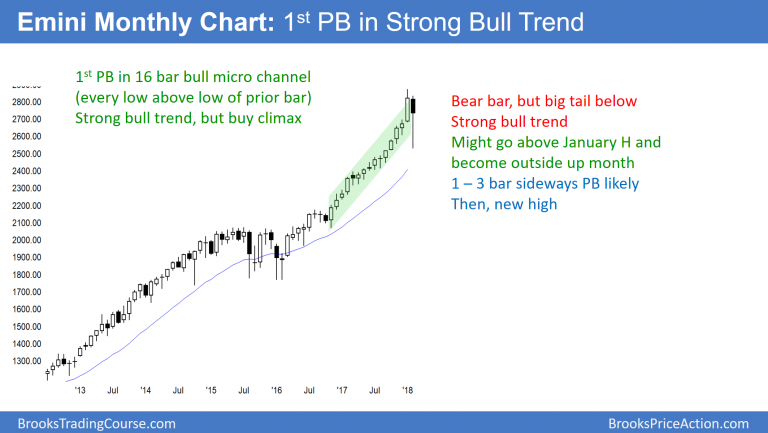 Emini Monthly Chart: 1st PB in Strong Bull Trend
1st PB in 16 bar bull micro channel
(every low above low of prior bar)
Strong bull trend, but buy climax
Bear bar, but big tail below
Strong bull trend
Might go above January H and
become outside up month
1 – 3 bar sideways PB likely
Then, new high
2800.00
2700.00
2600.00
2500.00
2400.00
2300.00
2200.00
2100.00
2000.00
1900.00
1800.00
1700.00
1600.00
1500.00
1400.00
1300.00
'13 Jul '14 Jul '15 Jul '16 Jul '17 Jul '18
BrooksTradingCourse.com
BrooksPriceAction.com